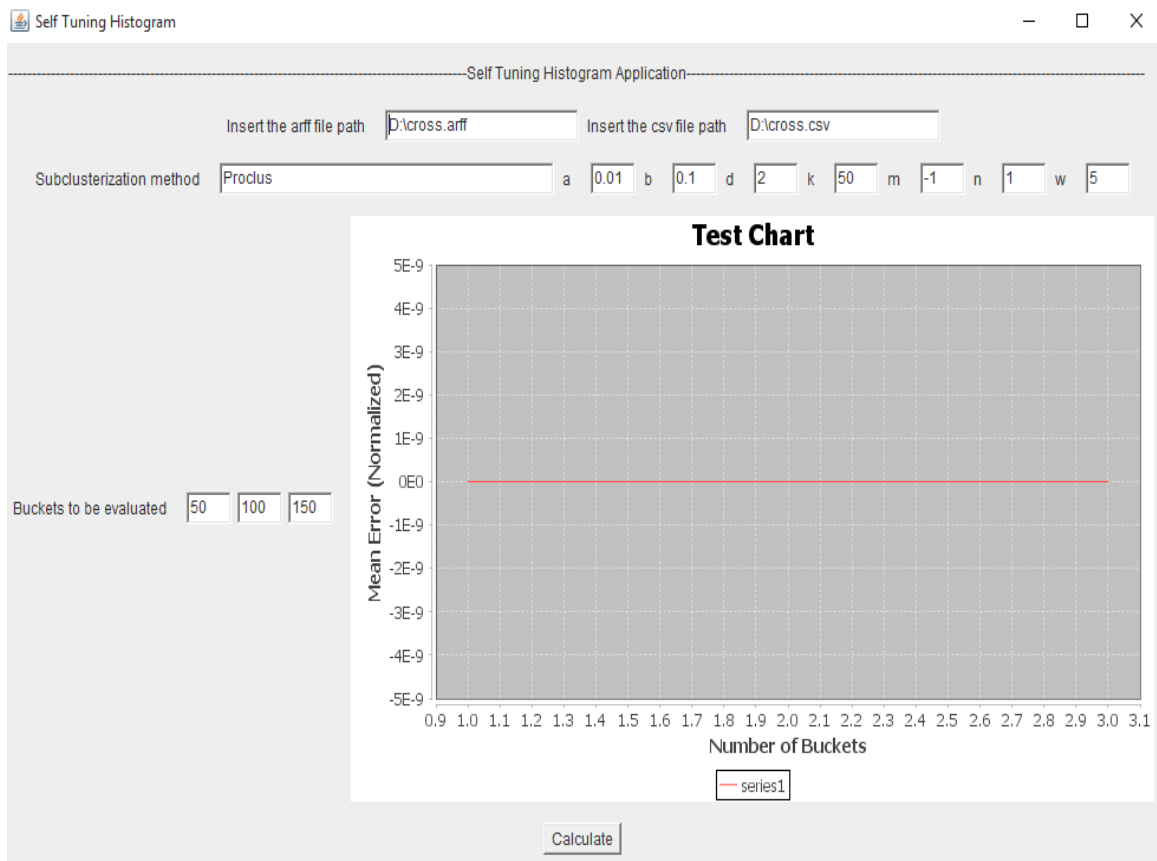 Self Tuning Histogram
Self Tuning Histogram Application
Insert the arff file path D:\cross.arff Insert the csv file path D:\cross.csv
Subclusterization method Proclus a 0.01 b 0.1 d 2 k 50 m -1 n 1 w 5
Test Chart
5E-9
4E-9
3E-9
2E-9
1E-9
0E0
-1E-9
-2E-9
-3E-9
-4E-9
-5E-9
Mean Error (Normalized)
Buckets to be evaluated 50 100 150
0.9 1.0 1.1 1.2 1.3 1.4 1.5 1.6 1.7 1.8 1.9 2.0 2.1 2.2 2.3 2.4 2.5 2.6 2.7 2.8 2.9 3.0 3.1
Number of Buckets
series1
Calculate